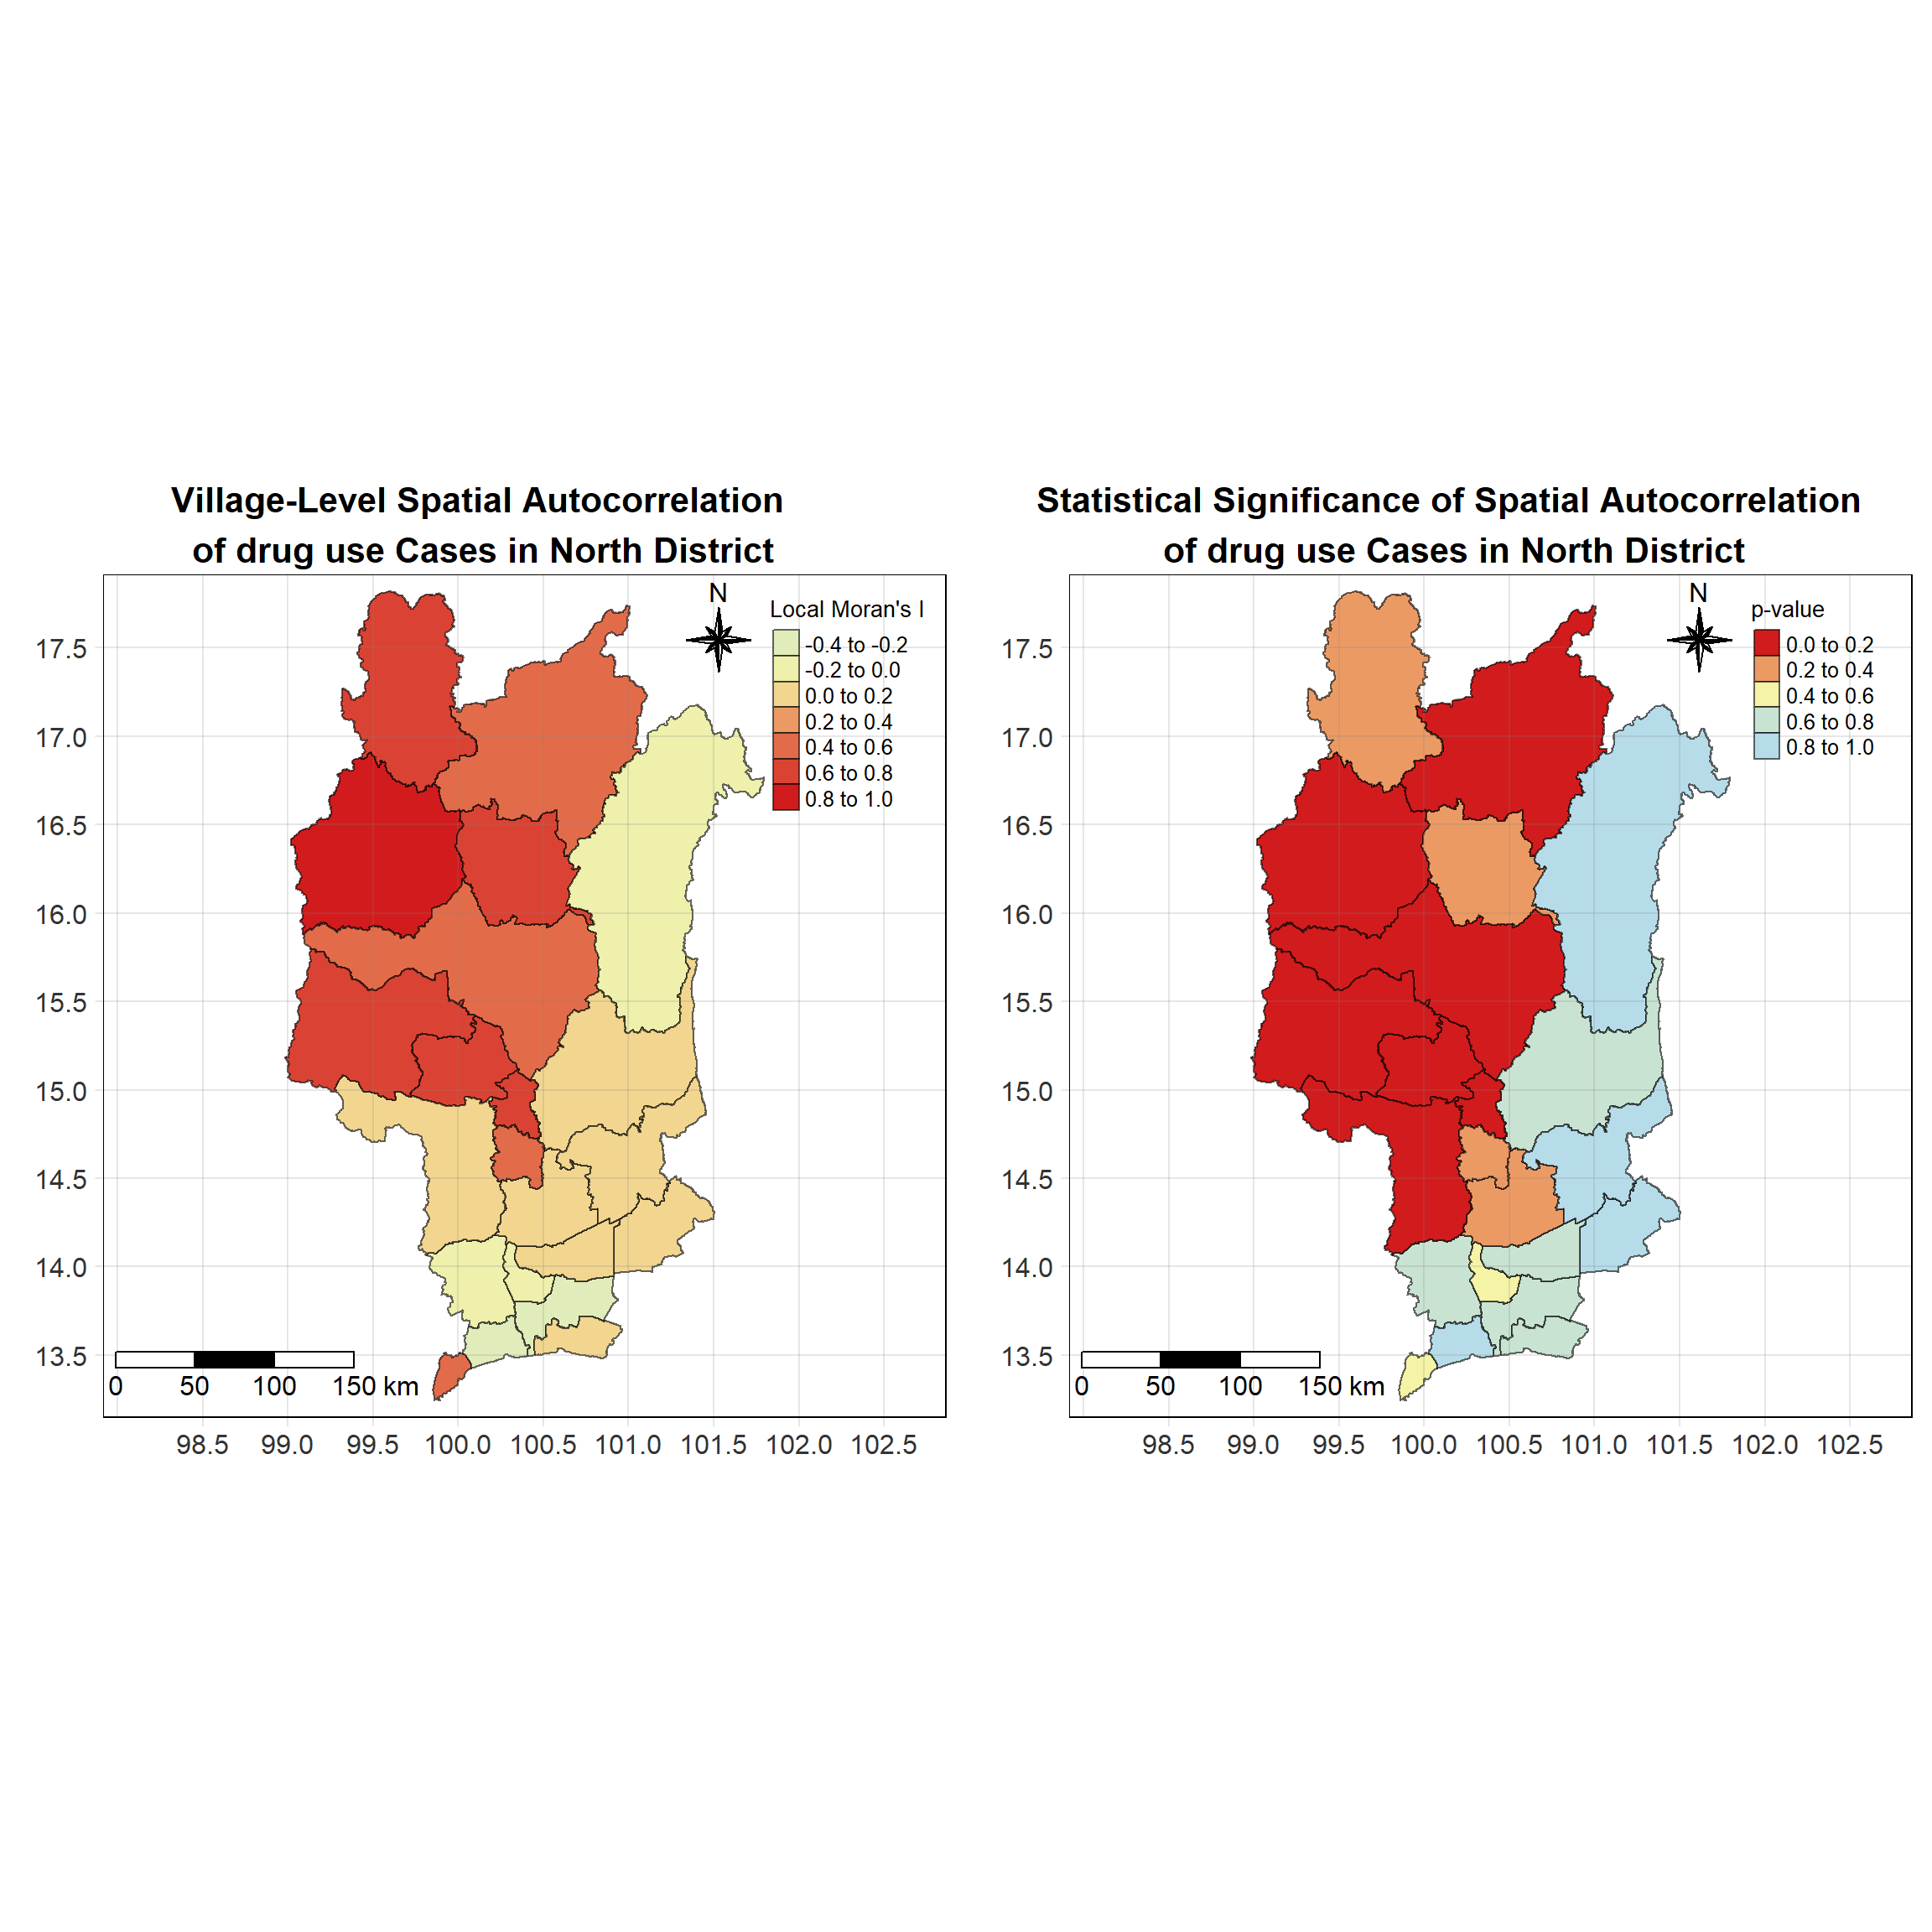 Village-Level Spatial Autocorrelation
of drug use Cases in North District
N
Local Moran's I
-0.4 to -0.2
-0.2 to 0.0
0.0 to 0.2
0.2 to 0.4
0.4 to 0.6
0.6 to 0.8
0.8 to 1.0
17.5
17.0
16.5
16.0
15.5
15.0
14.5
14.0
13.5
0 50 100 150 km
98.5 99.0 99.5 100.0 100.5 101.0 101.5 102.0 102.5
Statistical Significance of Spatial Autocorrelation
of drug use Cases in North District
N
p-value
0.0 to 0.2
0.2 to 0.4
0.4 to 0.6
0.6 to 0.8
0.8 to 1.0
17.5
17.0
16.5
16.0
15.5
15.0
14.5
14.0
13.5
0 50 100 150 km
98.5 99.0 99.5 100.0 100.5 101.0 101.5 102.0 102.5